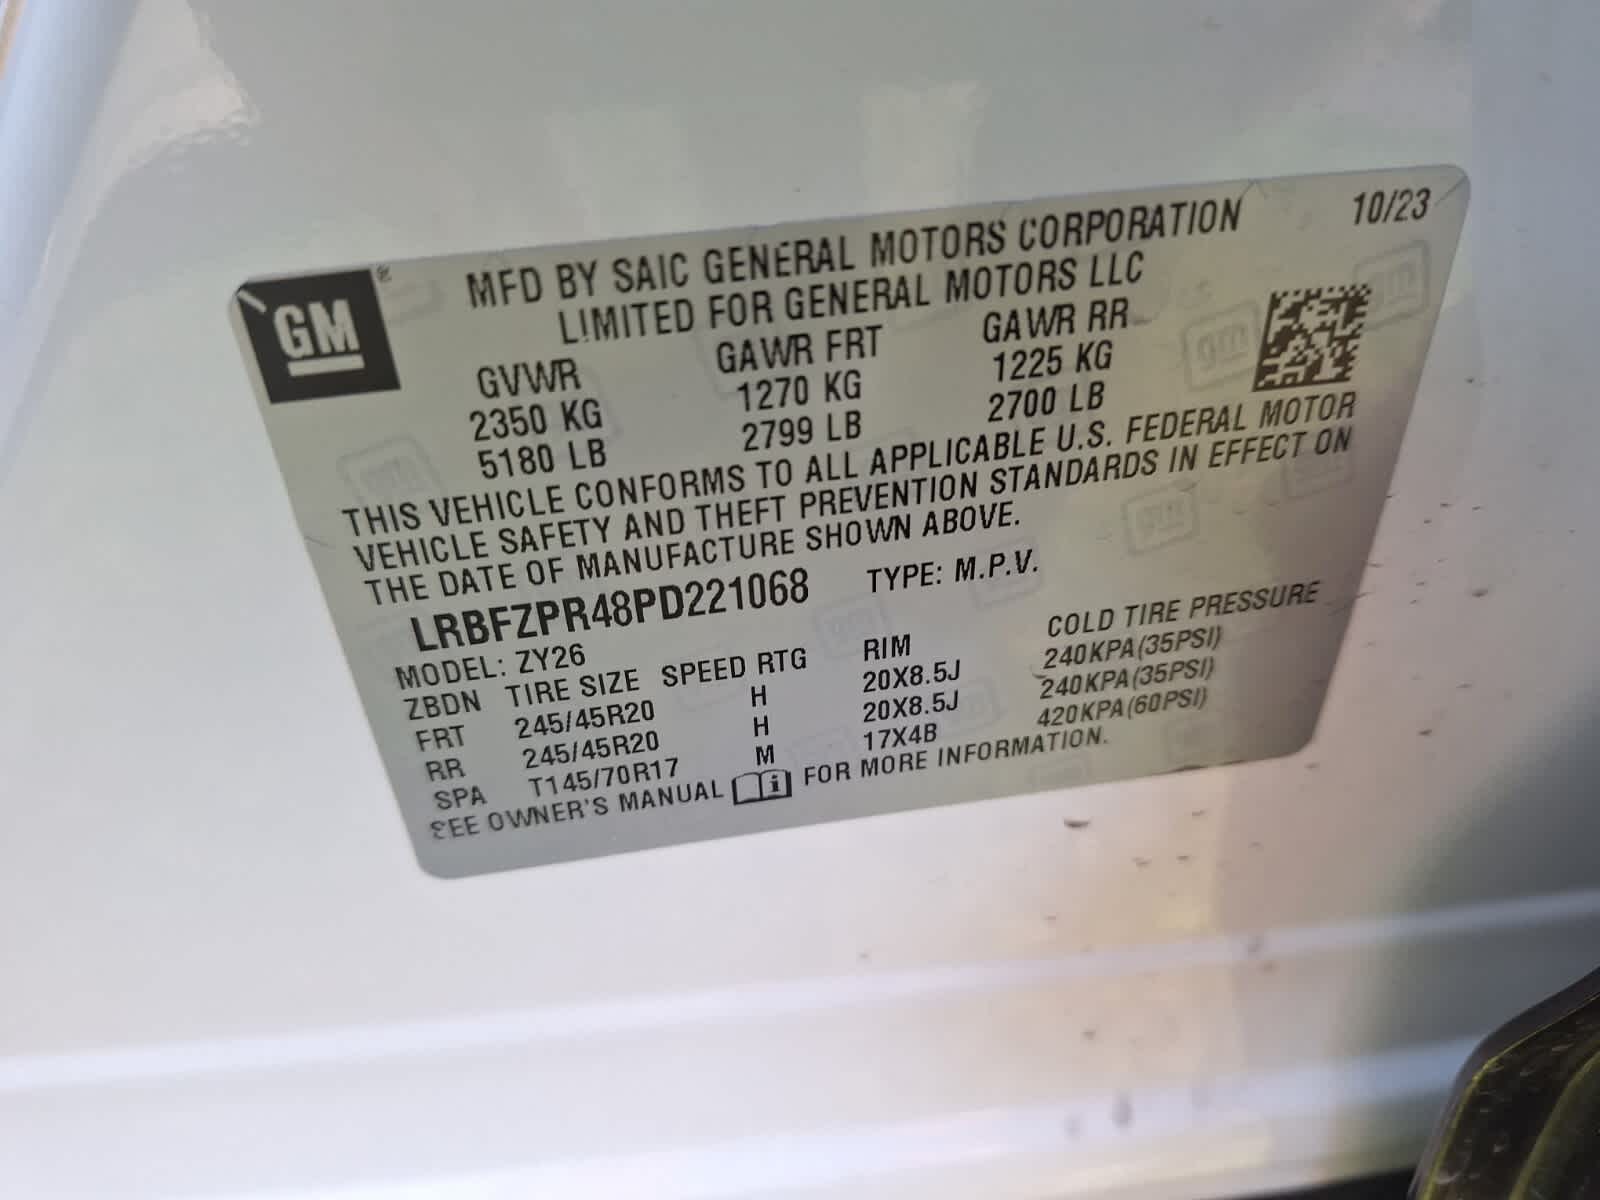 GM®
MFD BY SAIC GENERAL MOTORS CORPORATION 10/23
LIMITED FOR GENERAL MOTORS LLC
GVWR GAWR FRT GAWR RR
2350 KG 1270 KG 1225 KG
5180 LB 2799 LB 2700 LB
THIS VEHICLE CONFORMS TO ALL APPLICABLE U.S. FEDERAL MOTOR
VEHICLE SAFETY AND THEFT PREVENTION STANDARDS IN EFFECT ON
THE DATE OF MANUFACTURE SHOWN ABOVE.
LRBFZPR48PD221068 TYPE: M.P.V.
MODEL: ZY26
ZBDN TIRE SIZE SPEED RTG RIM COLD TIRE PRESSURE
FRT 245/45R20 H 20X8.5J 240KPA(35PSI)
RR 245/45R20 H 20X8.5J 240KPA(35PSI)
SPA T145/70R17 M 17X4B 420KPA(60PSI)
SEE OWNER'S MANUAL FOR MORE INFORMATION.